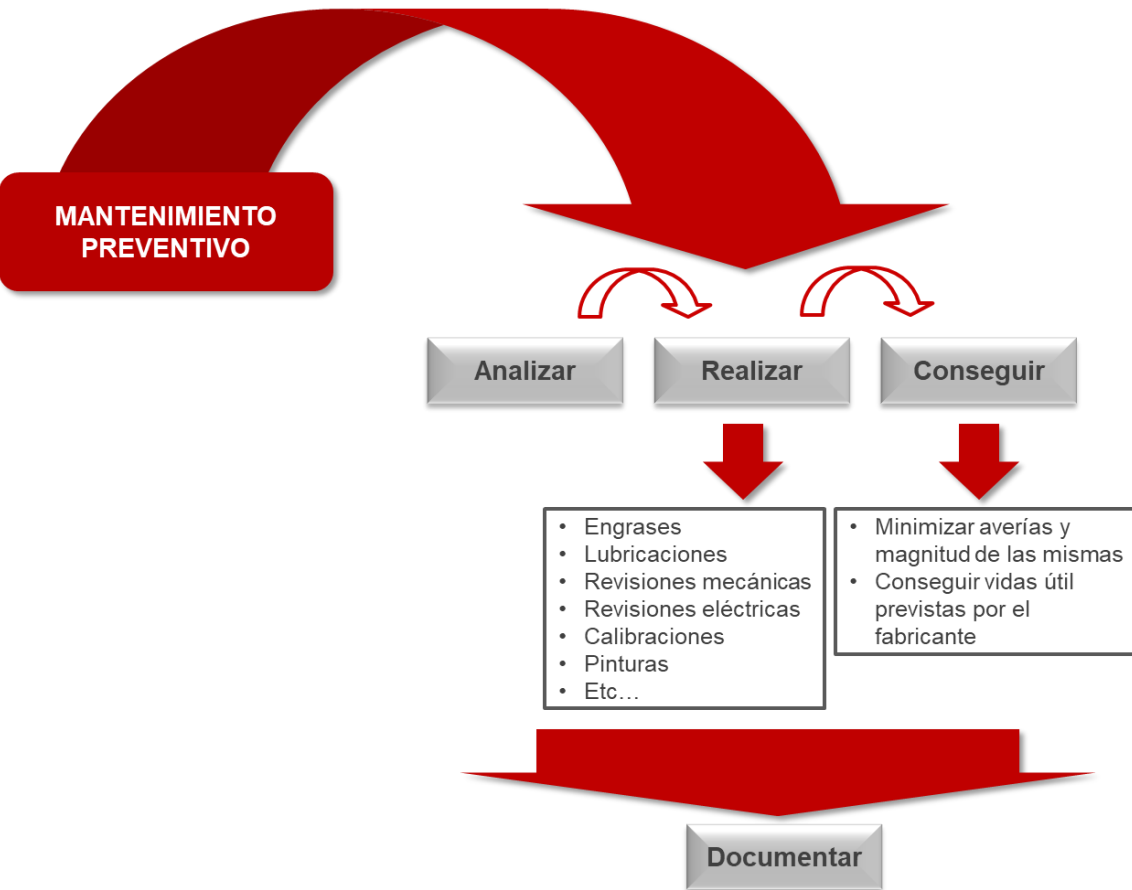 MANTENIMIENTO
PREVENTIVO
Analizar
Realizar
Conseguir
• Engrases
• Lubricaciones
• Revisiones mecánicas
• Revisiones eléctricas
• Calibraciones
• Pinturas
• Etc…
• Minimizar averías y
magnitud de las mismas
• Conseguir vidas útil
previstas por el
fabricante
Documentar